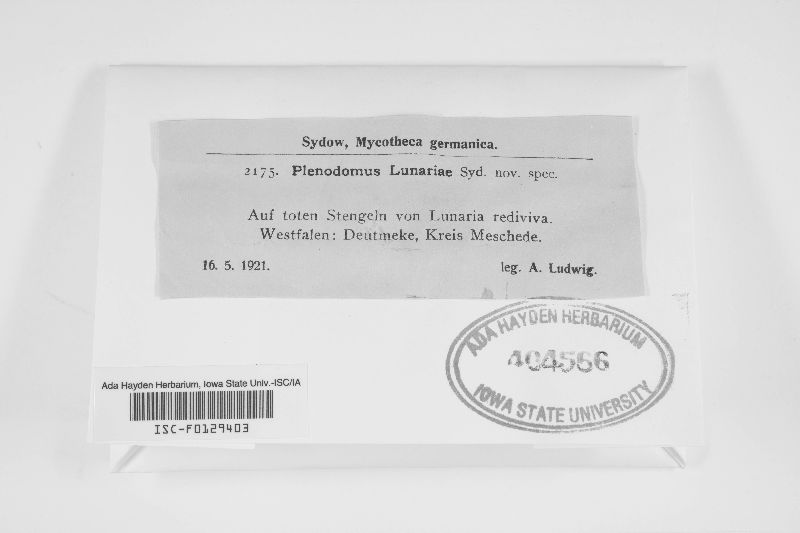 Sydow, Mycotheca germanica.
2175. Plenodomus Lunariae Syd. nov. spec.
Auf toten Stengeln von Lunaria rediviva.
Westfalen: Deutmeke, Kreis Meschede.
16. 5. 1921. leg. A. Ludwig.
ADA HAYDEN HERBARIUM
404566
IOWA STATE UNIVERSITY
Ada Hayden Herbarium, Iowa State Univ.-ISC/IA
ISC-F0129403